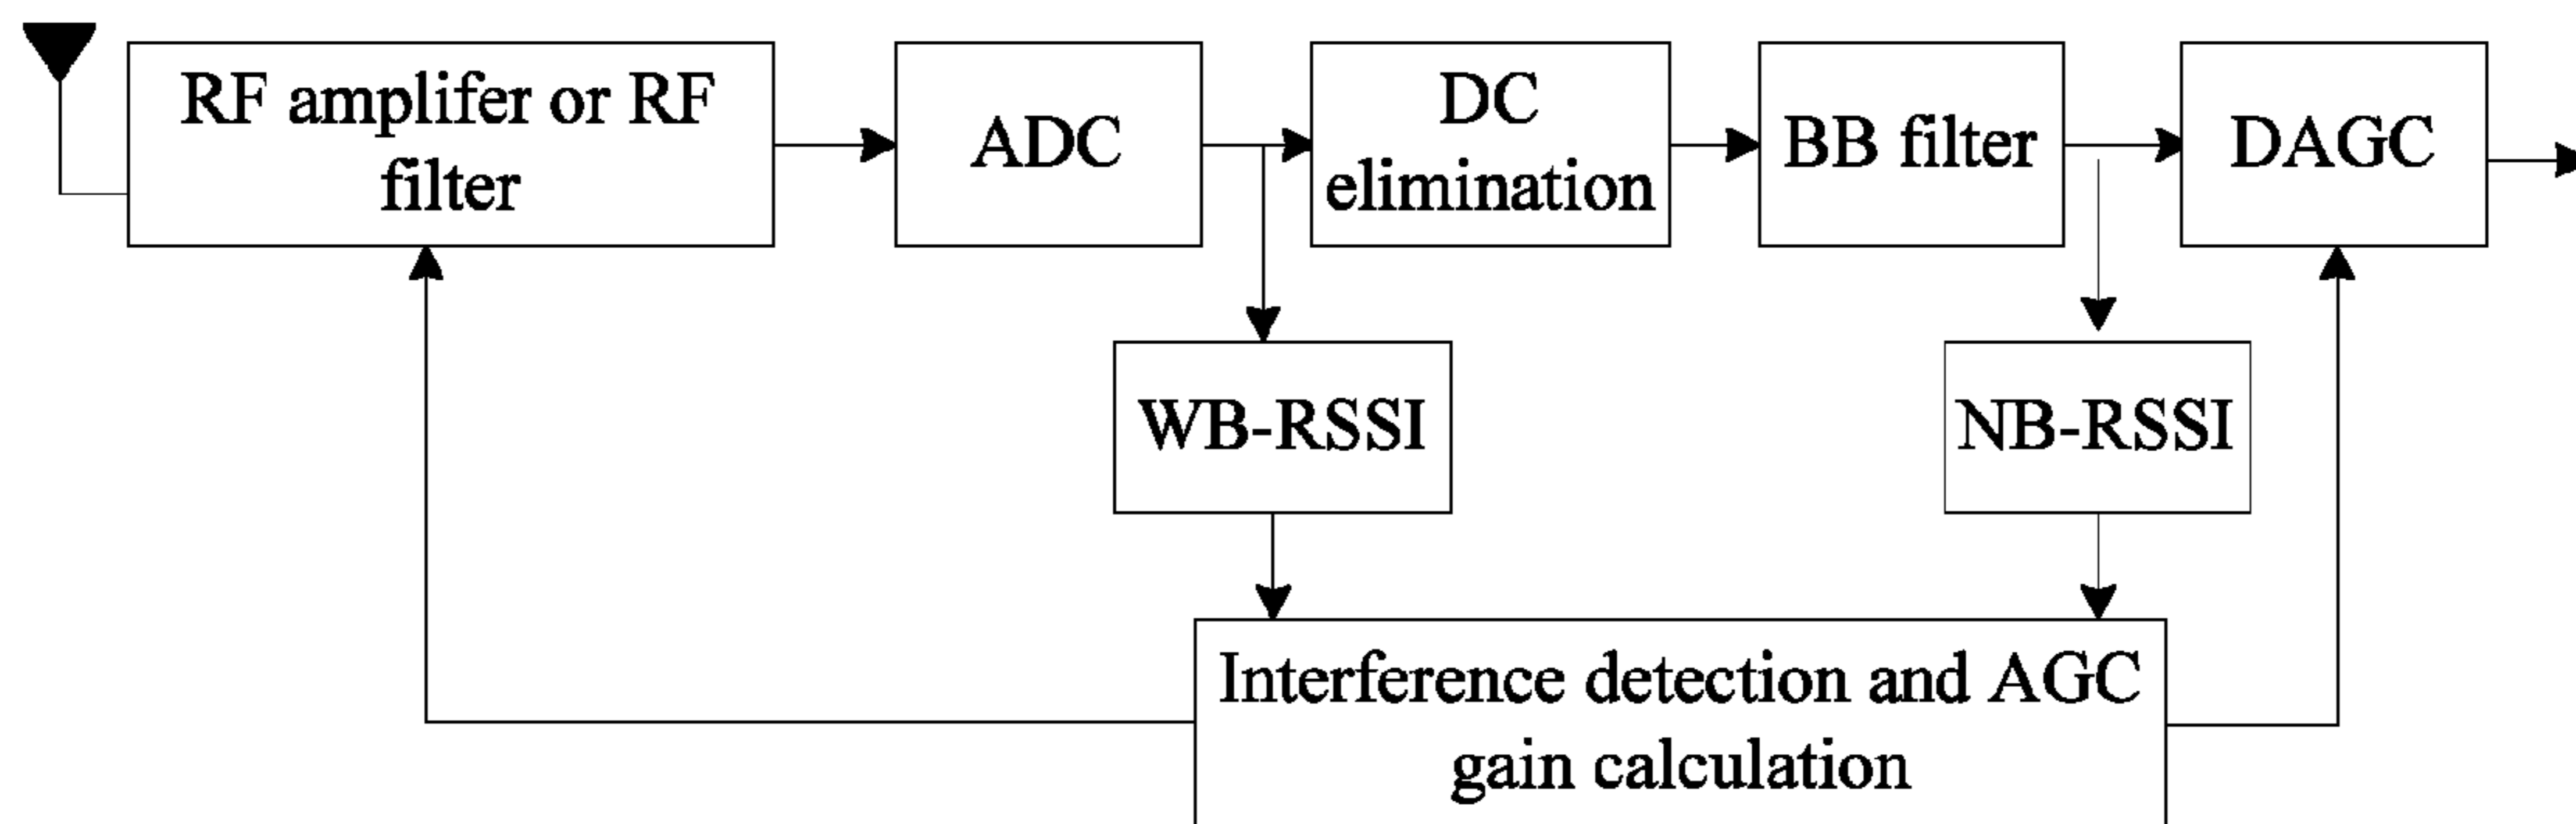 RF amplifer or RF
filter
ADC
DC
elimination
BB filter
DAGC
WB-RSSI
NB-RSSI
Interference detection and AGC
gain calculation